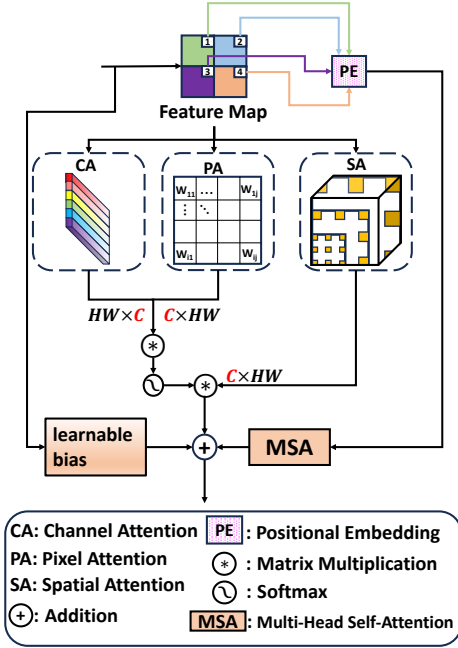 1 2
3 4
PE
Feature Map
CA PA SA
W11 ... W1j
⋮ ⋱
Wi1 Wij
HW×C C×HW
*
* C×HW
learnable
bias
+
MSA
CA: Channel Attention
PE : Positional Embedding
PA: Pixel Attention
* : Matrix Multiplication
SA: Spatial Attention
: Softmax
+ : Addition
MSA : Multi-Head Self-Attention